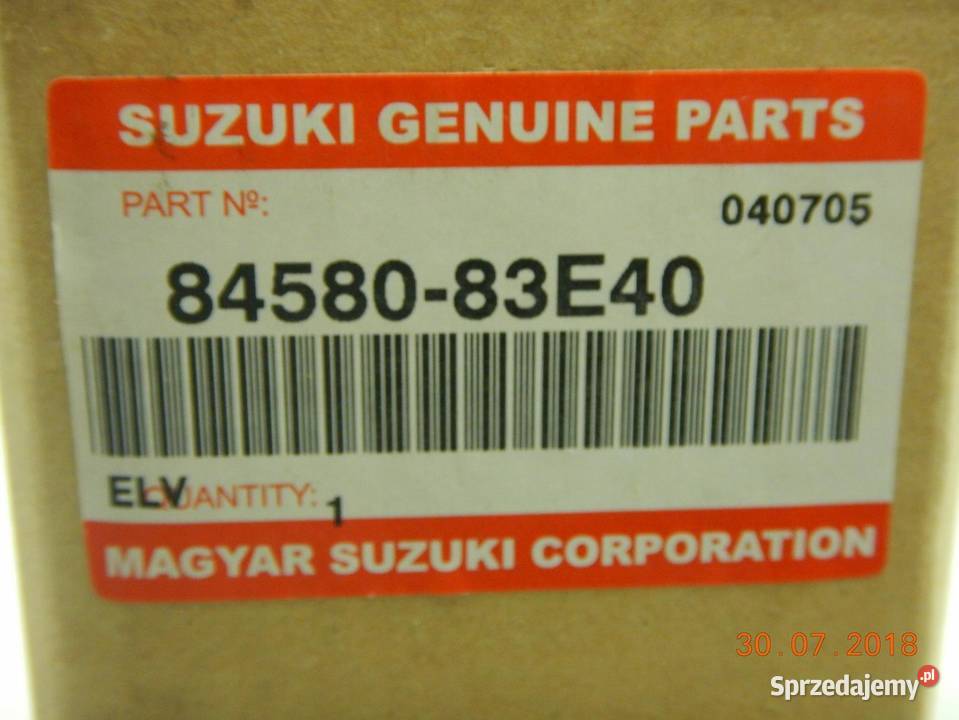 SUZUKI GENUINE PARTS
PART Nº:
040705
84580-83E40
ELV
QUANTITY: 1
MAGYAR SUZUKI CORPORATION
30.07.2018
Sprzedajemy.pl